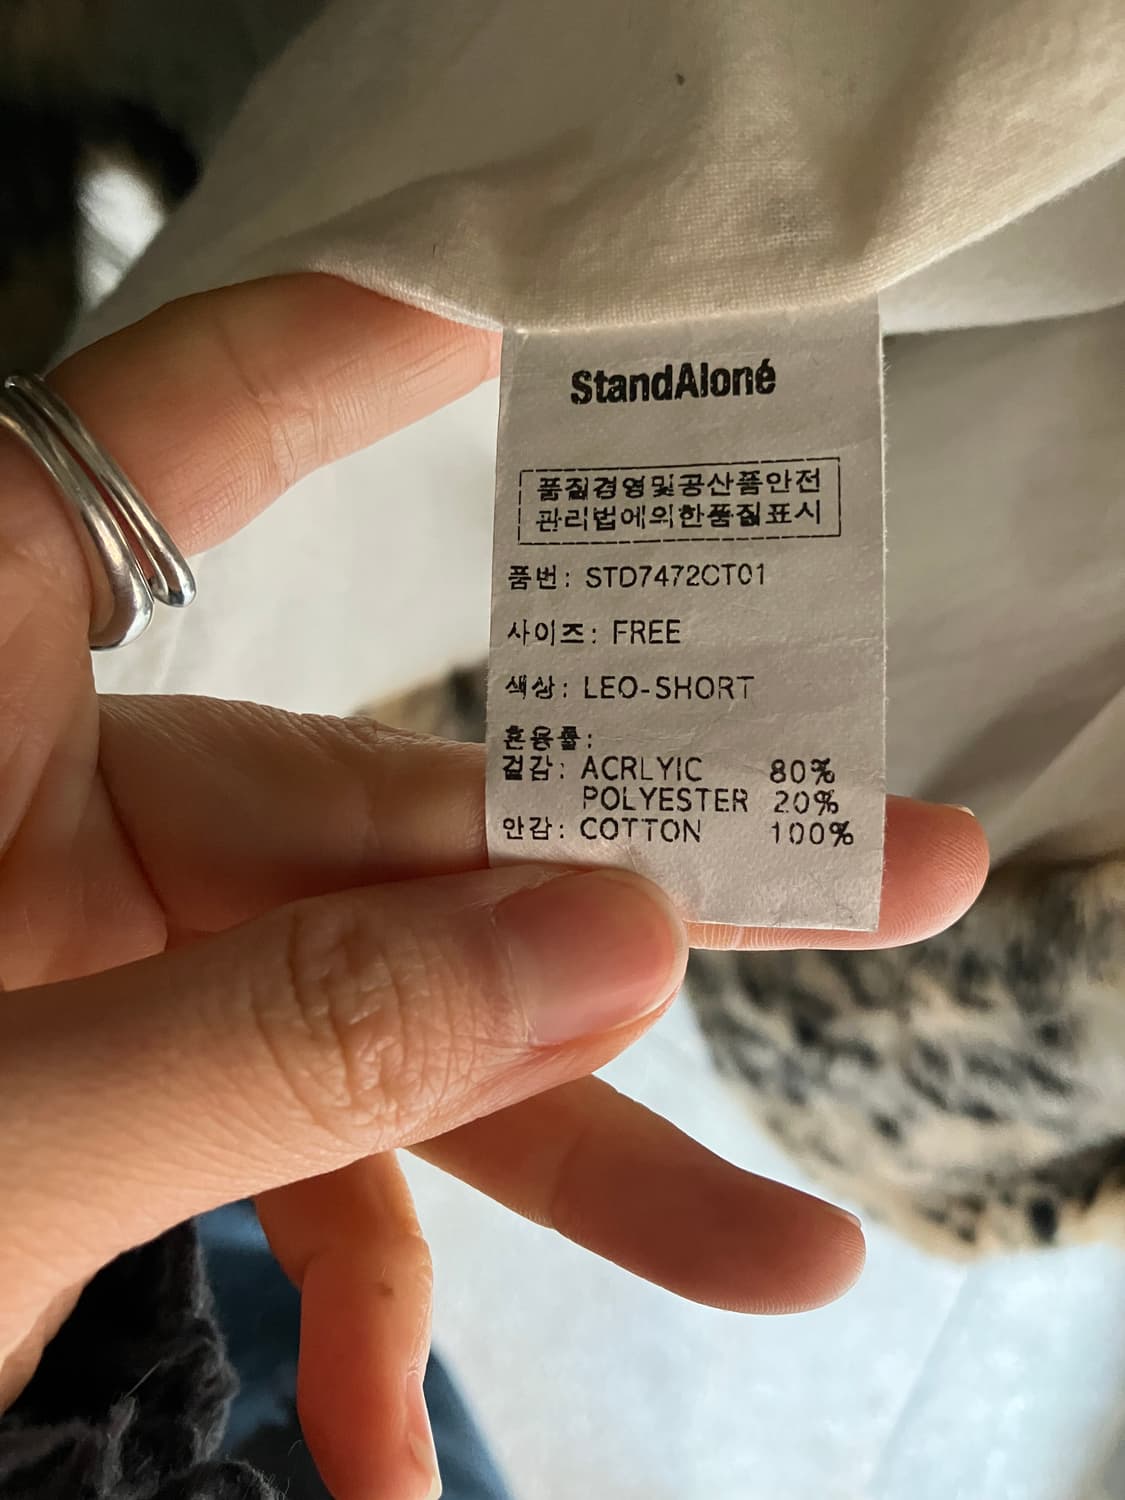 StandAloné
품질경영및공산품안전
관리법에의한품질표시
품번: STD7472CT01
사이즈: FREE
색상: LEO-SHORT
혼용률:
겉감: ACRLYIC 80%
POLYESTER 20%
안감: COTTON 100%